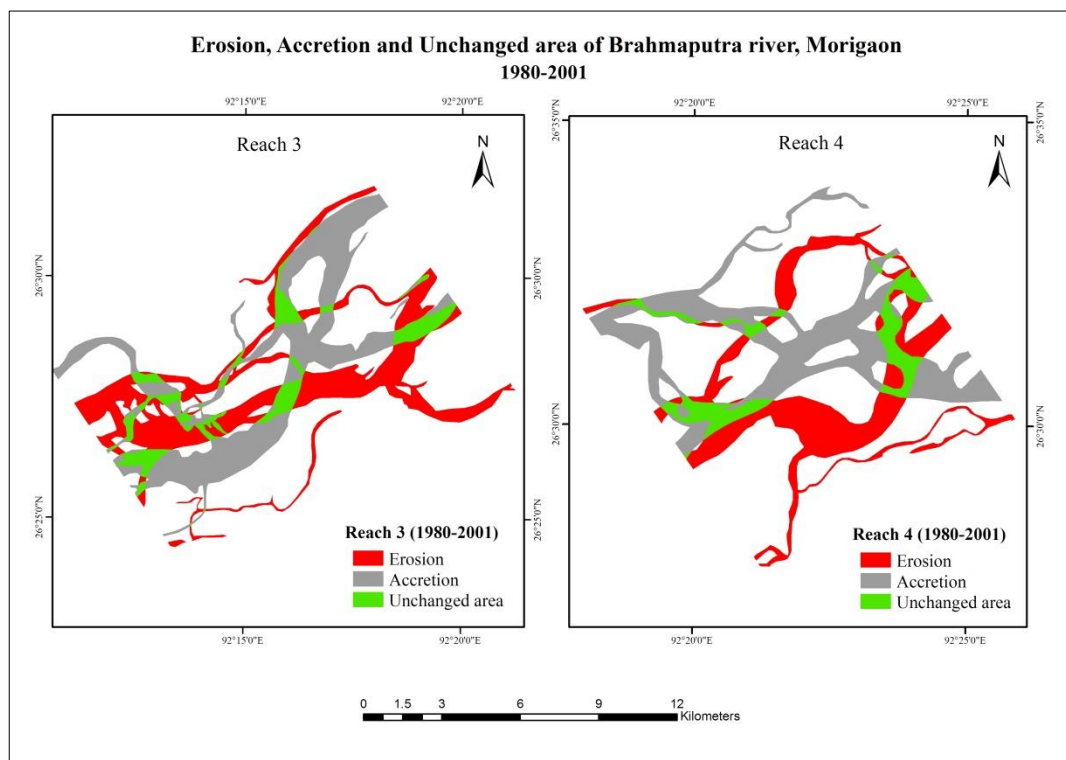 Erosion, Accretion and Unchanged area of Brahmaputra river, Morigaon
1980-2001
92°15'0"E 92°20'0"E
92°20'0"E 92°25'0"E
Reach 3
N
Reach 4
N
26°35'0"N
26°35'0"N
26°30'0"N
26°30'0"N
26°30'0"N
26°30'0"N
26°25'0"N
26°25'0"N
Reach 3 (1980-2001)
Erosion
Accretion
Unchanged area
Reach 4 (1980-2001)
Erosion
Accretion
Unchanged area
92°15'0"E 92°20'0"E
92°20'0"E 92°25'0"E
0 1.5 3 6 9 12
Kilometers